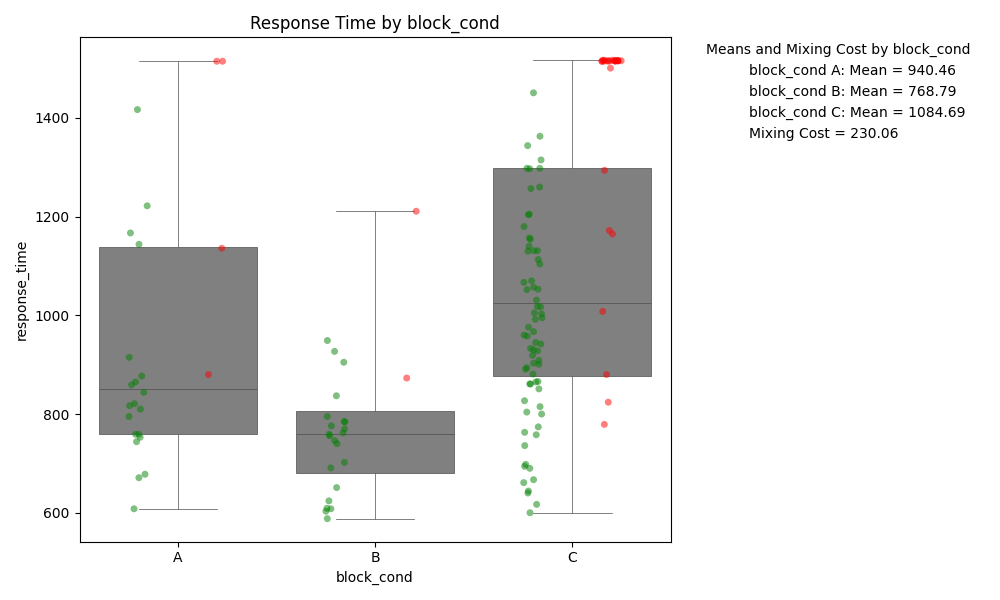 Response Time by block_cond
Means and Mixing Cost by block_cond
block_cond A: Mean = 940.46
block_cond B: Mean = 768.79
block_cond C: Mean = 1084.69
Mixing Cost = 230.06
response_time
1400
1200
1000
800
600
A B C
block_cond